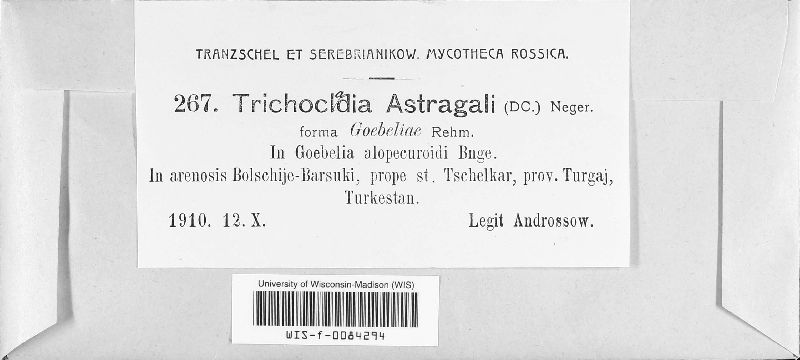 TRANZSCHEL ET SEREBRIANIKOW. MYCOTHECA ROSSICA.
267. Trichocladia Astragali (DC.) Neger.
forma Goebeliae Rehm.
In Goebelia alopecuroidi Bnge.
In arenosis Bolschije-Barsuki, prope st. Tschelkar, prov. Turgaj,
Turkestan.
1910. 12. X. Legit Androssow.
University of Wisconsin-Madison (WIS)
WIS-f-0084294